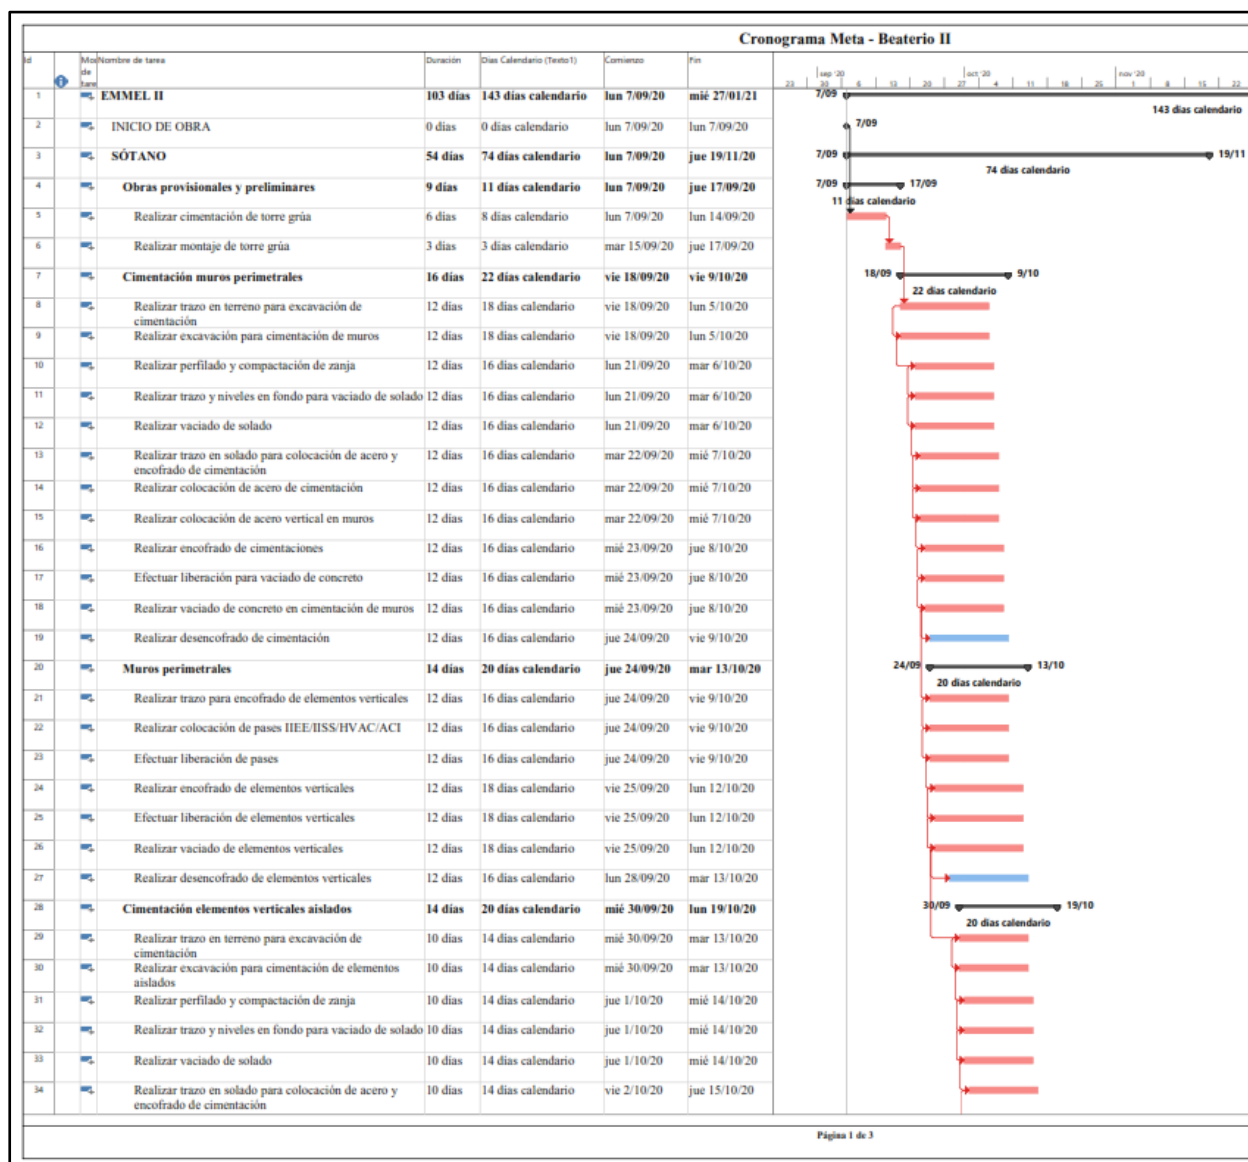 Cronograma Meta - Beaterio II
Id Mod de tare Nombre de tarea Duración Dias Calendario (Texto1) Comienzo Fin
sep '20 oct '20 nov '20
23 30 6 13 20 27 4 11 18 25 1 8 15 22
1 EMMEL II 103 días 143 días calendario lun 7/09/20 mié 27/01/21 7/09
143 días calendario
2 INICIO DE OBRA 0 días 0 días calendario lun 7/09/20 lun 7/09/20 7/09
3 SÓTANO 54 días 74 días calendario lun 7/09/20 jue 19/11/20 7/09 19/11
74 días calendario
4 Obras provisionales y preliminares 9 días 11 días calendario lun 7/09/20 jue 17/09/20 7/09 17/09
11 días calendario
5 Realizar cimentación de torre grúa 6 días 8 días calendario lun 7/09/20 lun 14/09/20
6 Realizar montaje de torre grúa 3 días 3 días calendario mar 15/09/20 jue 17/09/20
7 Cimentación muros perimetrales 16 días 22 días calendario vie 18/09/20 vie 9/10/20 18/09 9/10
22 días calendario
8 Realizar trazo en terreno para excavación de 12 días 18 días calendario vie 18/09/20 lun 5/10/20
cimentación
9 Realizar excavación para cimentación de muros 12 días 18 días calendario vie 18/09/20 lun 5/10/20
10 Realizar perfilado y compactación de zanja 12 días 16 días calendario lun 21/09/20 mar 6/10/20
11 Realizar trazo y niveles en fondo para vaciado de solado 12 días 16 días calendario lun 21/09/20 mar 6/10/20
12 Realizar vaciado de solado 12 días 16 días calendario lun 21/09/20 mar 6/10/20
13 Realizar trazo en solado para colocación de acero y 12 días 16 días calendario mar 22/09/20 mié 7/10/20
encofrado de cimentación
14 Realizar colocación de acero de cimentación 12 días 16 días calendario mar 22/09/20 mié 7/10/20
15 Realizar colocación de acero vertical en muros 12 días 16 días calendario mar 22/09/20 mié 7/10/20
16 Realizar encofrado de cimentaciones 12 días 16 días calendario mié 23/09/20 jue 8/10/20
17 Efectuar liberación para vaciado de concreto 12 días 16 días calendario mié 23/09/20 jue 8/10/20
18 Realizar vaciado de concreto en cimentación de muros 12 días 16 días calendario mié 23/09/20 jue 8/10/20
19 Realizar desencofrado de cimentación 12 días 16 días calendario jue 24/09/20 vie 9/10/20
20 Muros perimetrales 14 días 20 días calendario jue 24/09/20 mar 13/10/20 24/09 13/10
20 días calendario
21 Realizar trazo para encofrado de elementos verticales 12 días 16 días calendario jue 24/09/20 vie 9/10/20
22 Realizar colocación de pases IIEE/IISS/HVAC/ACI 12 días 16 días calendario jue 24/09/20 vie 9/10/20
23 Efectuar liberación de pases 12 días 16 días calendario jue 24/09/20 vie 9/10/20
24 Realizar encofrado de elementos verticales 12 días 18 días calendario vie 25/09/20 lun 12/10/20
25 Efectuar liberación de elementos verticales 12 días 18 días calendario vie 25/09/20 lun 12/10/20
26 Realizar vaciado de elementos verticales 12 días 18 días calendario vie 25/09/20 lun 12/10/20
27 Realizar desencofrado de elementos verticales 12 días 16 días calendario lun 28/09/20 mar 13/10/20
28 Cimentación elementos verticales aislados 14 días 20 días calendario mié 30/09/20 lun 19/10/20 30/09 19/10
20 días calendario
29 Realizar trazo en terreno para excavación de 10 días 14 días calendario mié 30/09/20 mar 13/10/20
cimentación
30 Realizar excavación para cimentación de elementos 10 días 14 días calendario mié 30/09/20 mar 13/10/20
aislados
31 Realizar perfilado y compactación de zanja 10 días 14 días calendario jue 1/10/20 mié 14/10/20
32 Realizar trazo y niveles en fondo para vaciado de solado 10 días 14 días calendario jue 1/10/20 mié 14/10/20
33 Realizar vaciado de solado 10 días 14 días calendario jue 1/10/20 mié 14/10/20
34 Realizar trazo en solado para colocación de acero y 10 días 14 días calendario vie 2/10/20 jue 15/10/20
encofrado de cimentación
Página 1 de 3